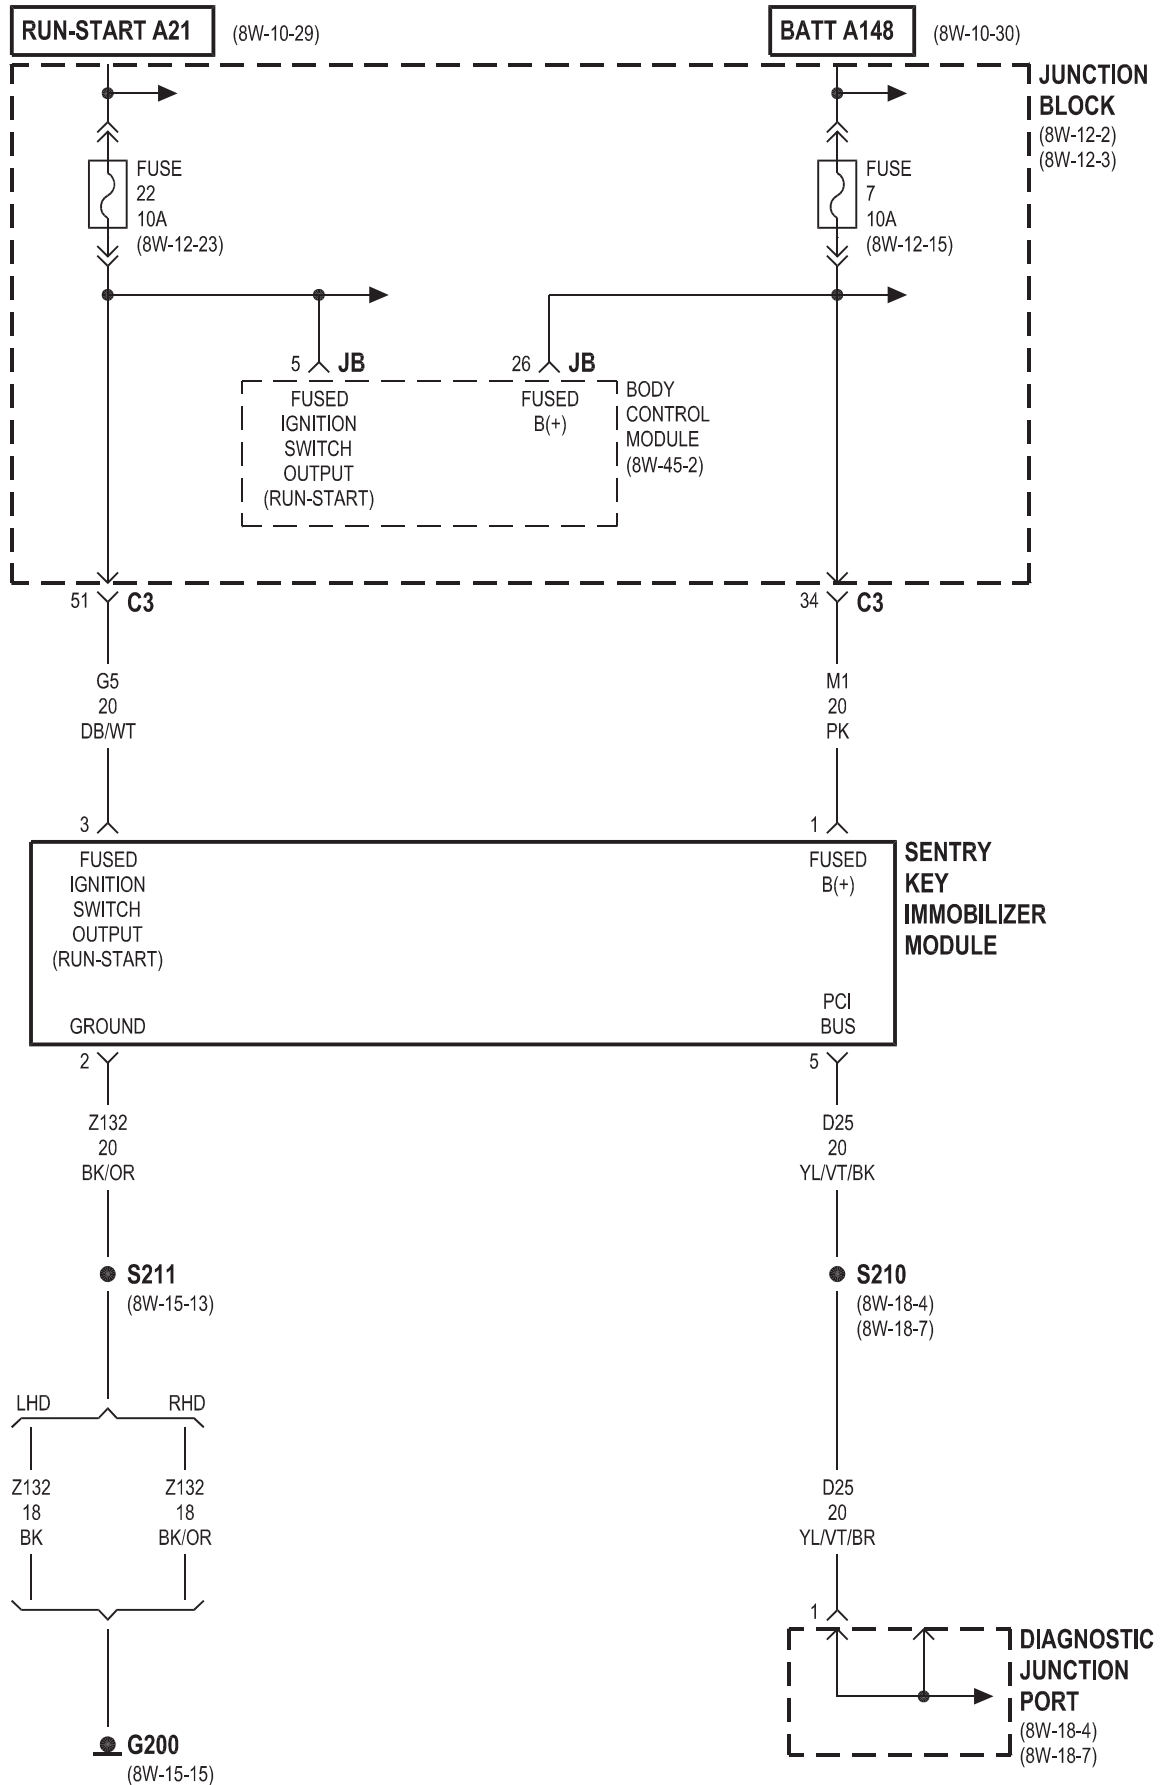 RUN-START A21 (8W-10-29)
BATT A148 (8W-10-30)
JUNCTION
BLOCK
(8W-12-2)
(8W-12-3)
FUSE
22
10A
(8W-12-23)
FUSE
7
10A
(8W-12-15)
5 JB
26 JB
FUSED
IGNITION
SWITCH
OUTPUT
(RUN-START)
FUSED
B(+)
BODY
CONTROL
MODULE
(8W-45-2)
51 C3
34 C3
G5
20
DB/WT
M1
20
PK
3
1
FUSED
IGNITION
SWITCH
OUTPUT
(RUN-START)
FUSED
B(+)
SENTRY
KEY
IMMOBILIZER
MODULE
GROUND
PCI
BUS
2
5
Z132
20
BK/OR
D25
20
YL/VT/BK
S211
(8W-15-13)
S210
(8W-18-4)
(8W-18-7)
LHD
RHD
Z132
18
BK
Z132
18
BK/OR
D25
20
YL/VT/BR
1
DIAGNOSTIC
JUNCTION
PORT
(8W-18-4)
(8W-18-7)
G200
(8W-15-15)